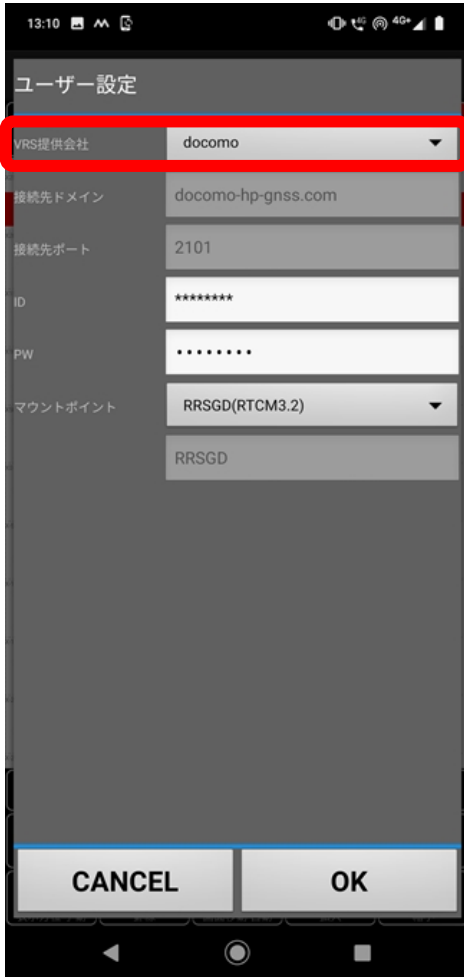 13:10 4G 4G+
ユーザー設定
VRS提供会社 docomo
接続先ドメイン docomo-hp-gnss.com
接続先ポート 2101
ID ********
PW ••••••••
マウントポイント RRSGD(RTCM3.2)
RRSGD
CANCEL OK